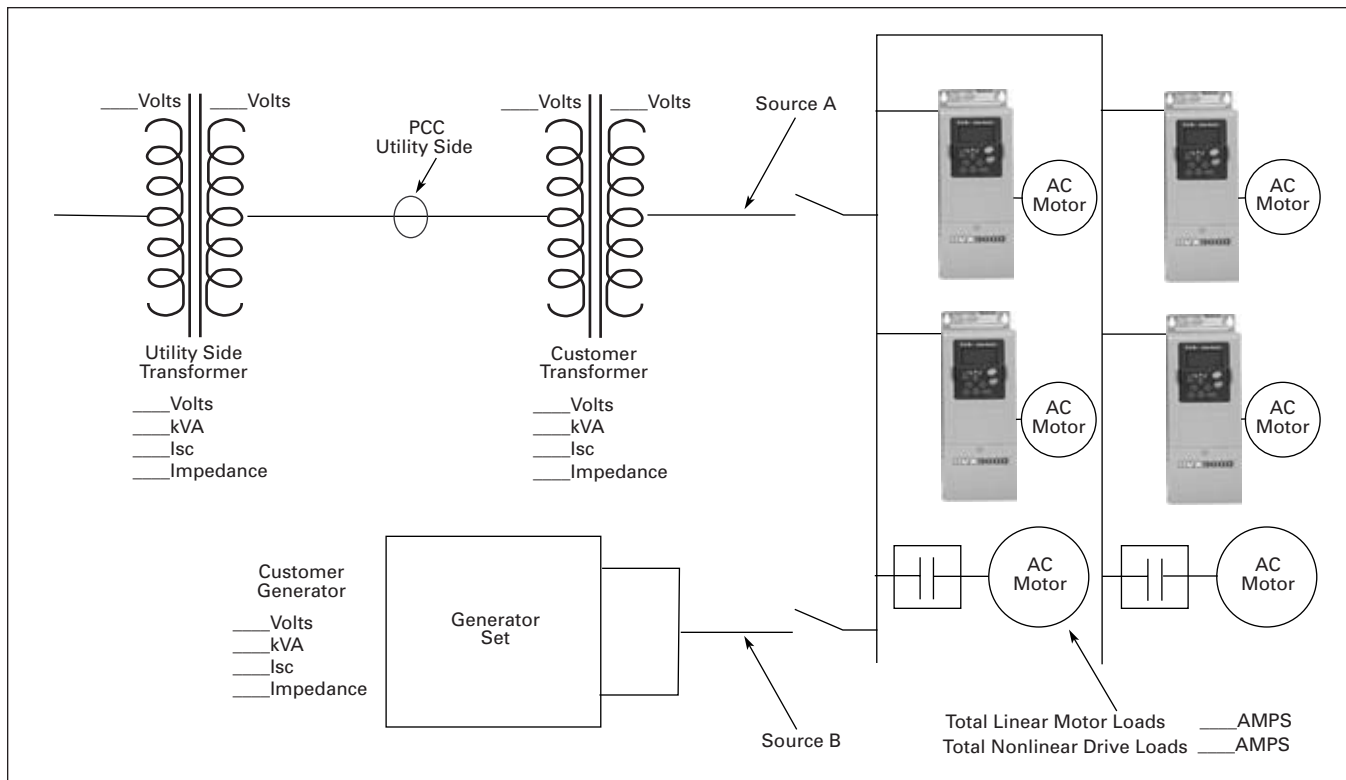 ____Volts ____Volts
PCC
Utility Side
____Volts ____Volts
Source A
AC
Motor
AC
Motor
Utility Side
Transformer
____Volts
____kVA
____Isc
____Impedance
Customer
Transformer
____Volts
____kVA
____Isc
____Impedance
AC
Motor
AC
Motor
Customer
Generator
____Volts
____kVA
____Isc
____Impedance
Generator
Set
Source B
AC
Motor
AC
Motor
Total Linear Motor Loads ____AMPS
Total Nonlinear Drive Loads ____AMPS